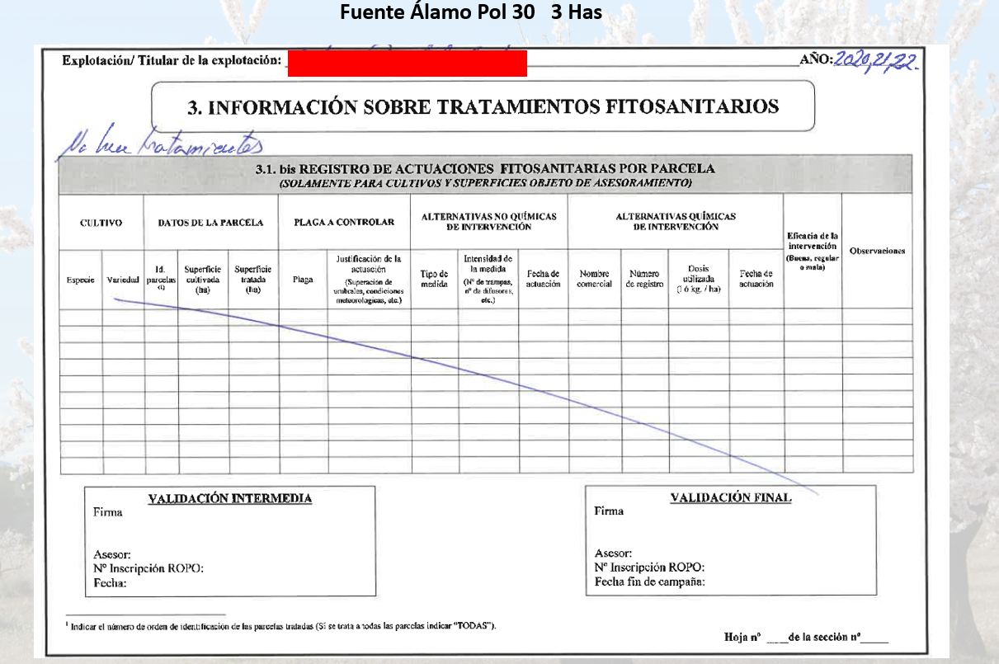 Fuente Álamo Pol 30 3 Has
Explotación/ Titular de la explotación:
AÑO: 2020,21,22.
3. INFORMACIÓN SOBRE TRATAMIENTOS FITOSANITARIOS
No hui tratamientos
3.1. bis REGISTRO DE ACTUACIONES FITOSANITARIAS POR PARCELA
(SOLAMENTE PARA CULTIVOS Y SUPERFICIES OBJETO DE ASESORAMIENTO)
CULTIVO
DATOS DE LA PARCELA
PLAGA A CONTROLAR
ALTERNATIVAS NO QUÍMICAS
DE INTERVENCIÓN
ALTERNATIVAS QUÍMICAS
DE INTERVENCIÓN
Eficacia de la
intervención
(Buena, regular
o mala)
Observaciones
Especie
Variedad
Id.
parcelas
(1)
Superficie
cultivada
(ha)
Superficie
tratada
(ha)
Plaga
Justificación de la
actuación
(Superación de
umbrales, condiciones
meteorologicas, etc.)
Tipo de
medida
Intensidad de
la medida
(Nº de trampas,
nº de difusores,
etc.)
Fecha de
actuación
Nombre
comercial
Número
de registro
Dosis
utilizada
(l ó kg. / ha)
Fecha de
actuación
VALIDACIÓN INTERMEDIA
Firma
Asesor:
Nº Inscripción ROPO:
Fecha:
VALIDACIÓN FINAL
Firma
Asesor:
Nº Inscripción ROPO:
Fecha fin de campaña:
1 Indicar el número de orden de identificación de las parcelas tratadas (Si se trata a todas las parcelas indicar "TODAS").
Hoja nº ____de la sección nº_____